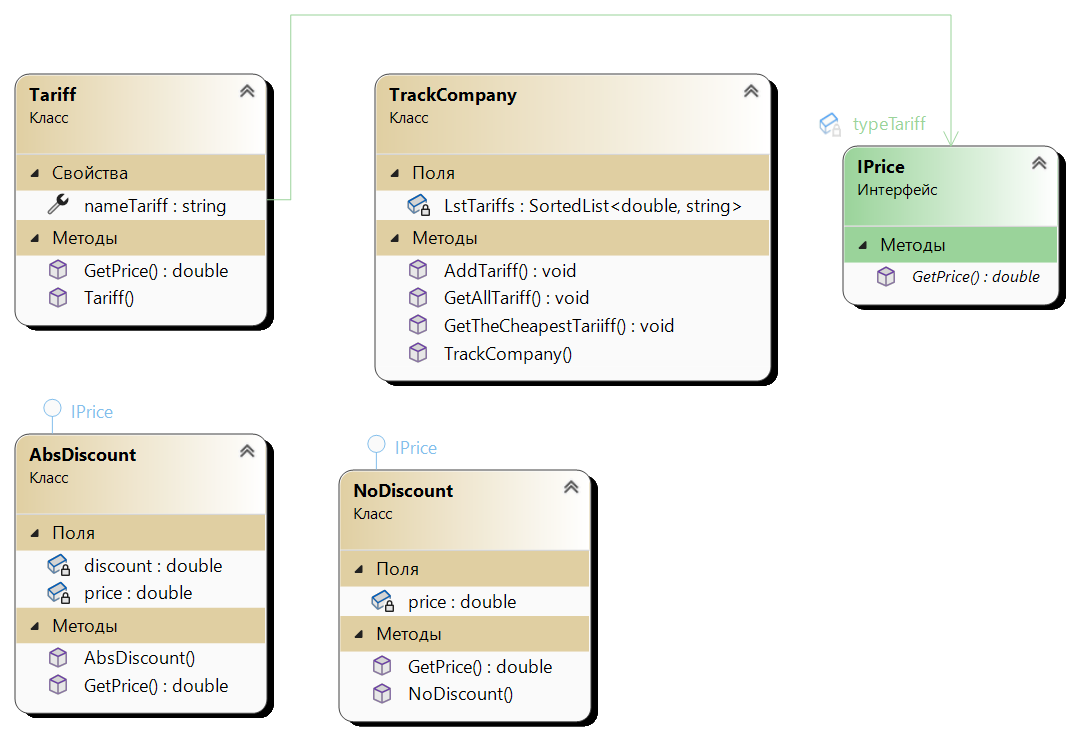 Tariff
Класс
Свойства
nameTariff : string
Методы
GetPrice() : double
Tariff()
TrackCompany
Класс
Поля
LstTariffs : SortedList<double, string>
Методы
AddTariff() : void
GetAllTariff() : void
GetTheCheapestTariiff() : void
TrackCompany()
typeTariff
IPrice
Интерфейс
Методы
GetPrice() : double
IPrice
AbsDiscount
Класс
Поля
discount : double
price : double
Методы
AbsDiscount()
GetPrice() : double
IPrice
NoDiscount
Класс
Поля
price : double
Методы
GetPrice() : double
NoDiscount()